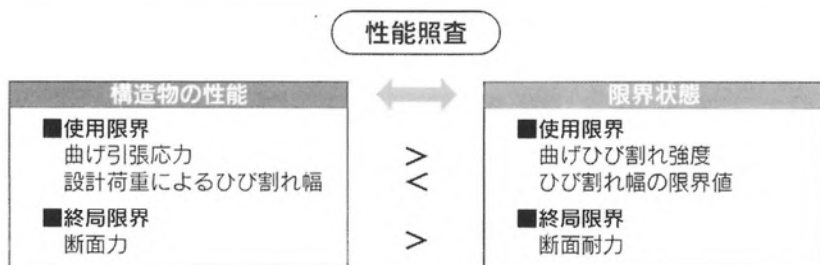 性能照査
構造物の性能
限界状態
■使用限界
曲げ引張応力
設計荷重によるひび割れ幅
■終局限界
断面力
>
<
>
■使用限界
曲げひび割れ強度
ひび割れ幅の限界値
■終局限界
断面耐力